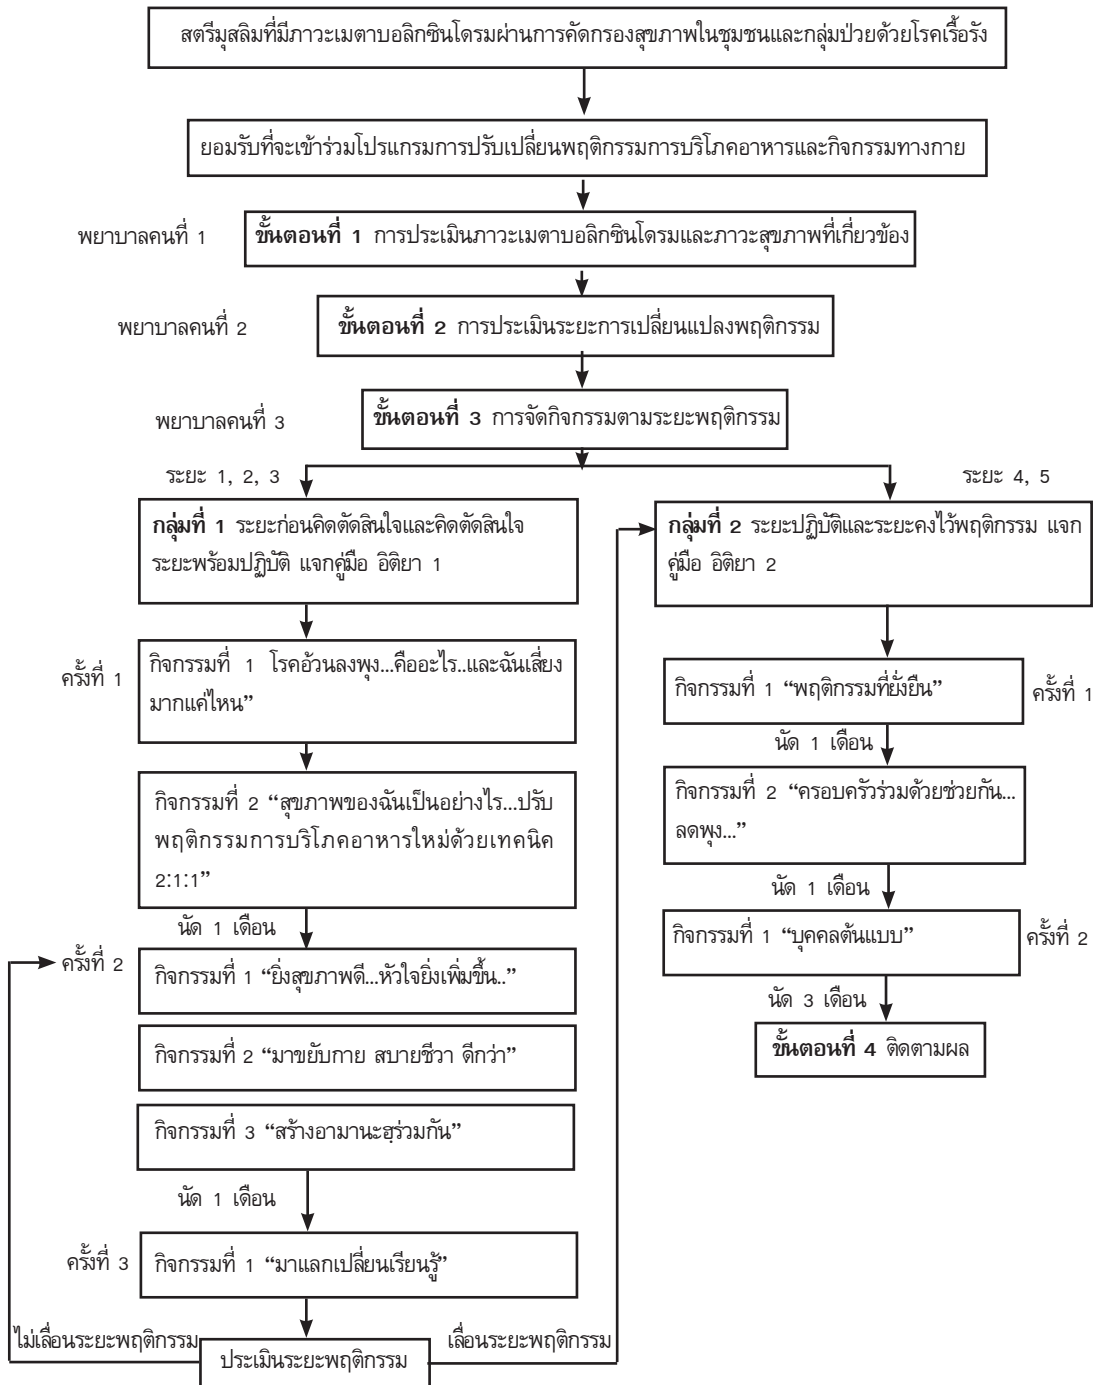 สตรีมุสลิมที่มีภาวะเมตาบอลิกซินโดรมผ่านการคัดกรองสุขภาพในชุมชนและกลุ่มป่วยด้วยโรคเรื้อรัง
ยอมรับที่จะเข้าร่วมโปรแกรมการปรับเปลี่ยนพฤติกรรมการบริโภคอาหารและกิจกรรมทางกาย
พยาบาลคนที่ 1
ขั้นตอนที่ 1 การประเมินภาวะเมตาบอลิกซินโดรมและภาวะสุขภาพที่เกี่ยวข้อง
พยาบาลคนที่ 2
ขั้นตอนที่ 2 การประเมินระยะการเปลี่ยนแปลงพฤติกรรม
พยาบาลคนที่ 3
ขั้นตอนที่ 3 การจัดกิจกรรมตามระยะพฤติกรรม
ระยะ 1, 2, 3
กลุ่มที่ 1 ระยะก่อนคิดตัดสินใจและคิดตัดสินใจ
ระยะพร้อมปฏิบัติ แจกคู่มือ อิติยา 1
ครั้งที่ 1
กิจกรรมที่ 1 โรคอ้วนลงพุง...คืออะไร..และฉันเสี่ยง
มากแค่ไหน”
กิจกรรมที่ 2 “สุขภาพของฉันเป็นอย่างไร...ปรับ
พฤติกรรมการบริโภคอาหารใหม่ด้วยเทคนิค
2:1:1”
นัด 1 เดือน
ครั้งที่ 2
กิจกรรมที่ 1 “ยิ่งสุขภาพดี...หัวใจยิ่งเพิ่มขึ้น..”
กิจกรรมที่ 2 “มาขยับกาย สบายชีวา ดีกว่า”
กิจกรรมที่ 3 “สร้างอามานะฮฺร่วมกัน”
นัด 1 เดือน
ครั้งที่ 3
กิจกรรมที่ 1 “มาแลกเปลี่ยนเรียนรู้”
ไม่เลื่อนระยะพฤติกรรม
ประเมินระยะพฤติกรรม
เลื่อนระยะพฤติกรรม
ระยะ 4, 5
กลุ่มที่ 2 ระยะปฏิบัติและระยะคงไว้พฤติกรรม แจก
คู่มือ อิติยา 2
กิจกรรมที่ 1 “พฤติกรรมที่ยั่งยืน”
ครั้งที่ 1
นัด 1 เดือน
กิจกรรมที่ 2 “ครอบครัวร่วมด้วยช่วยกัน...
ลดพุง...”
นัด 1 เดือน
กิจกรรมที่ 1 “บุคคลต้นแบบ”
ครั้งที่ 2
นัด 3 เดือน
ขั้นตอนที่ 4 ติดตามผล